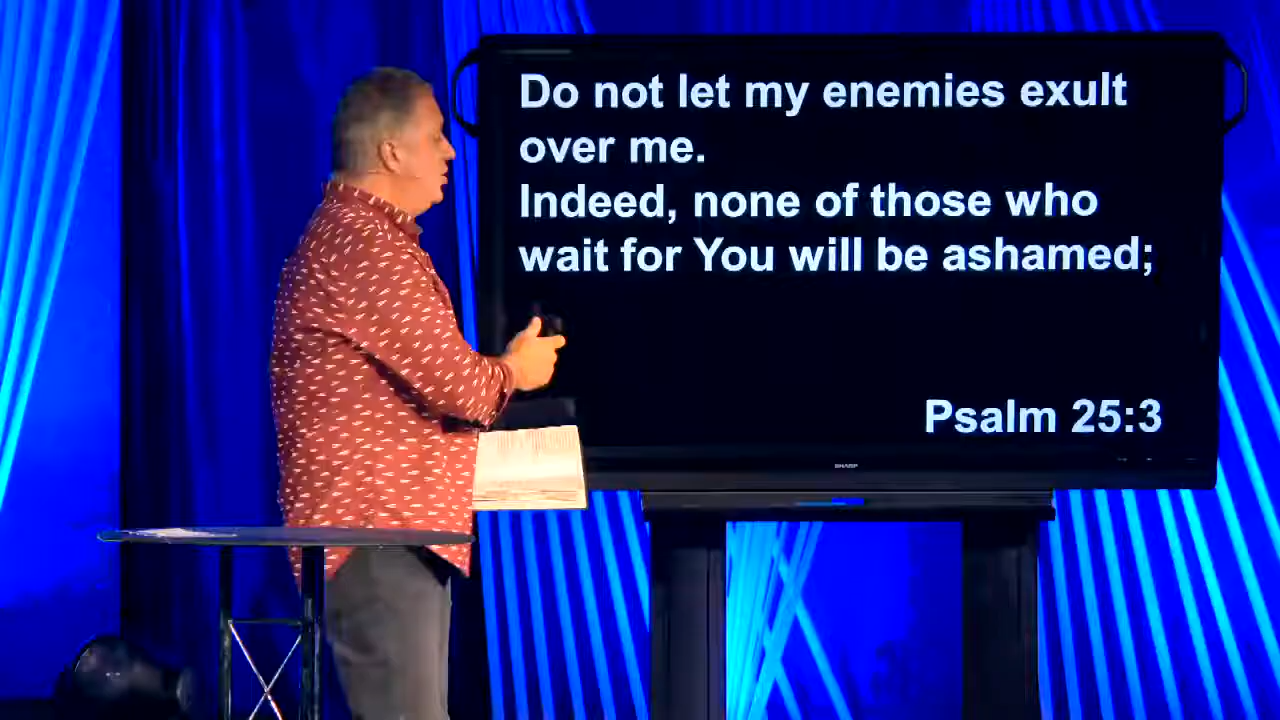 Do not let my enemies exult
over me.
Indeed, none of those who
wait for You will be ashamed;
Psalm 25:3
SHARP